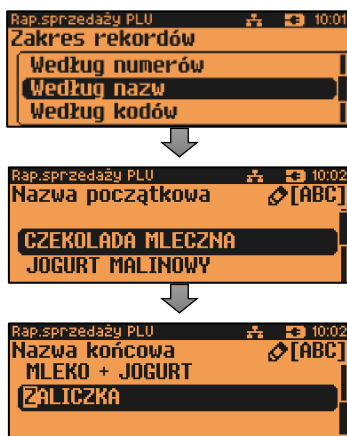 Rap.sprzedaży PLU 10:01
Zakres rekordów
Według numerów
Według nazw
Według kodów
Rap.sprzedaży PLU 10:02
Nazwa początkowa [ABC]
CZEKOLADA MLECZNA
JOGURT MALINOWY
Rap.sprzedaży PLU 10:02
Nazwa końcowa [ABC]
MLEKO + JOGURT
ZALICZKA